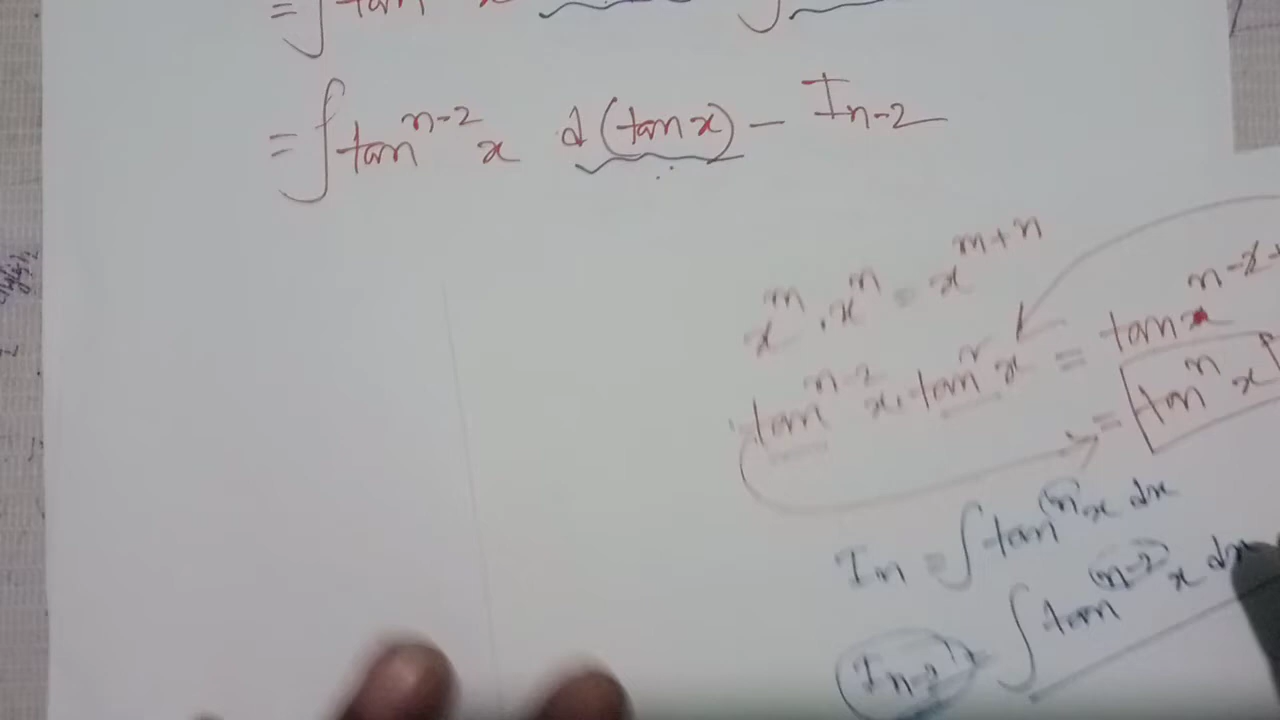 = ∫ tan x ∫
= ∫ tan^{n-2} x d(tan x) - I_{n-2}
x^m . x^n = x^{m+n}
tan^{n-2} x . tan^2 x = tan x^{n-2+
= tan^n x
I_n = ∫ tan^{(n)} x dx
I_{n-2} = ∫ tan^{(n-2)} x dx